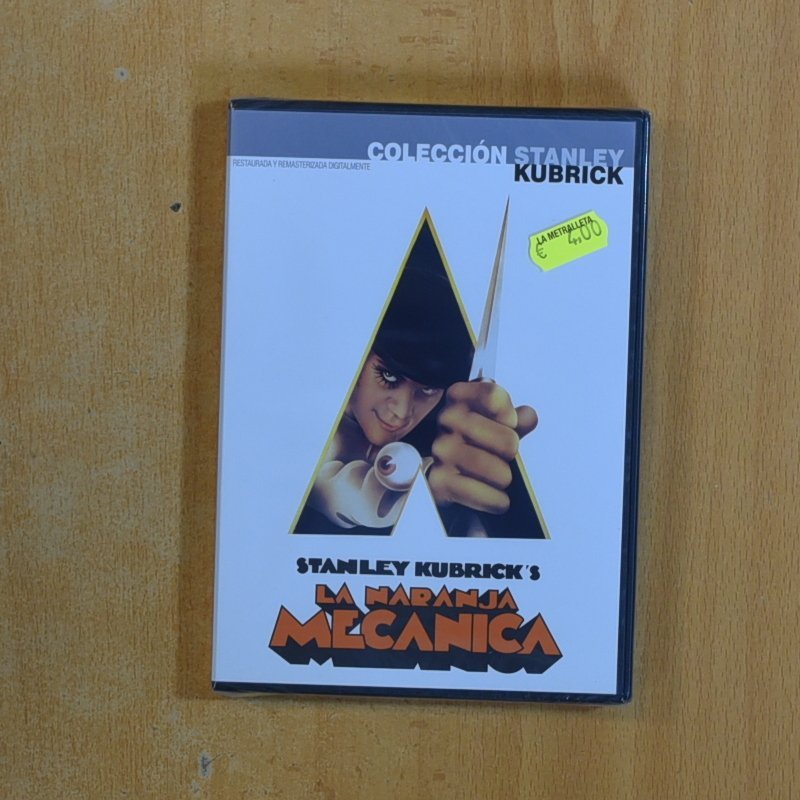 COLECCIÓN STANLEY
KUBRICK
RESTAURADA Y REMASTERIZADA DIGITALMENTE
LA METRALLETA
€ 4,00
STANLEY KUBRICK'S
LA NARANJA
MECANICA